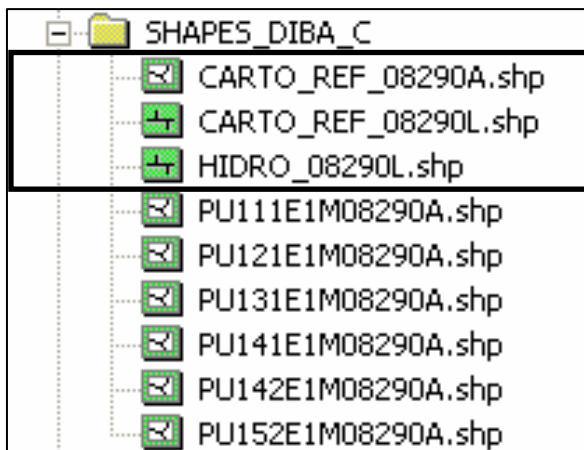 SHAPES_DIBA_C
CARTO_REF_08290A.shp
CARTO_REF_08290L.shp
HIDRO_08290L.shp
PU111E1M08290A.shp
PU121E1M08290A.shp
PU131E1M08290A.shp
PU141E1M08290A.shp
PU142E1M08290A.shp
PU152E1M08290A.shp